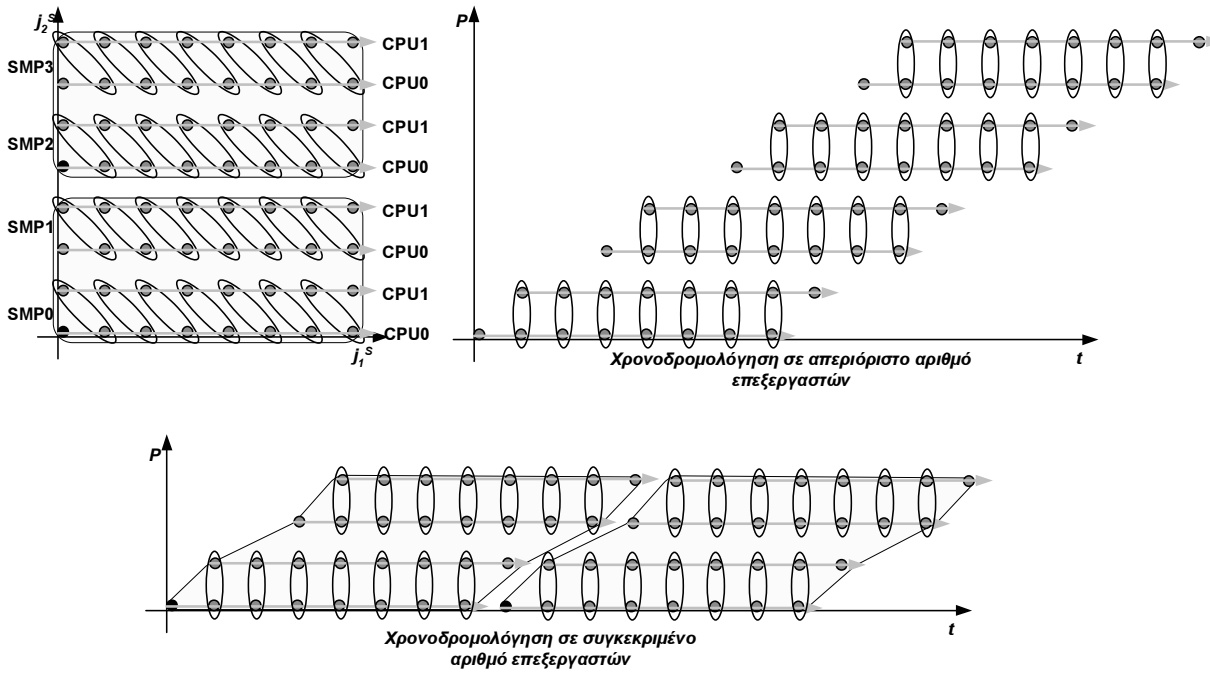 j₂ˢ
SMP3
CPU1
CPU0
SMP2
CPU1
CPU0
SMP1
CPU1
CPU0
SMP0
CPU1
CPU0
j₁ˢ
P
t
Χρονοδρομολόγηση σε απεριόριστο αριθμό
επεξεργαστών
P
t
Χρονοδρομολόγηση σε συγκεκριμένο
αριθμό επεξεργαστών